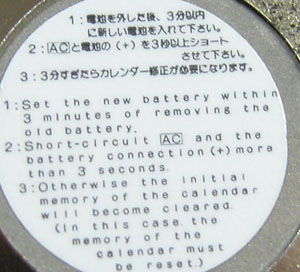 1:電池を外した後、3分以内
に新しい電池を入れて下さい。
2:ACと電池の(+)を3秒以上ショート
させて下さい。
3:3分すぎたらカレンダー修正が必要になります。
1:Set the new battery within
3 minutes of removing the
old battery.
2:Short-circuit AC and the
battery connection(+)more
than 3 seconds.
3:Otherwise the initial
memory of the calendar
will become cleared.
(In this case. the
memory of the
calendar must
be reset.)